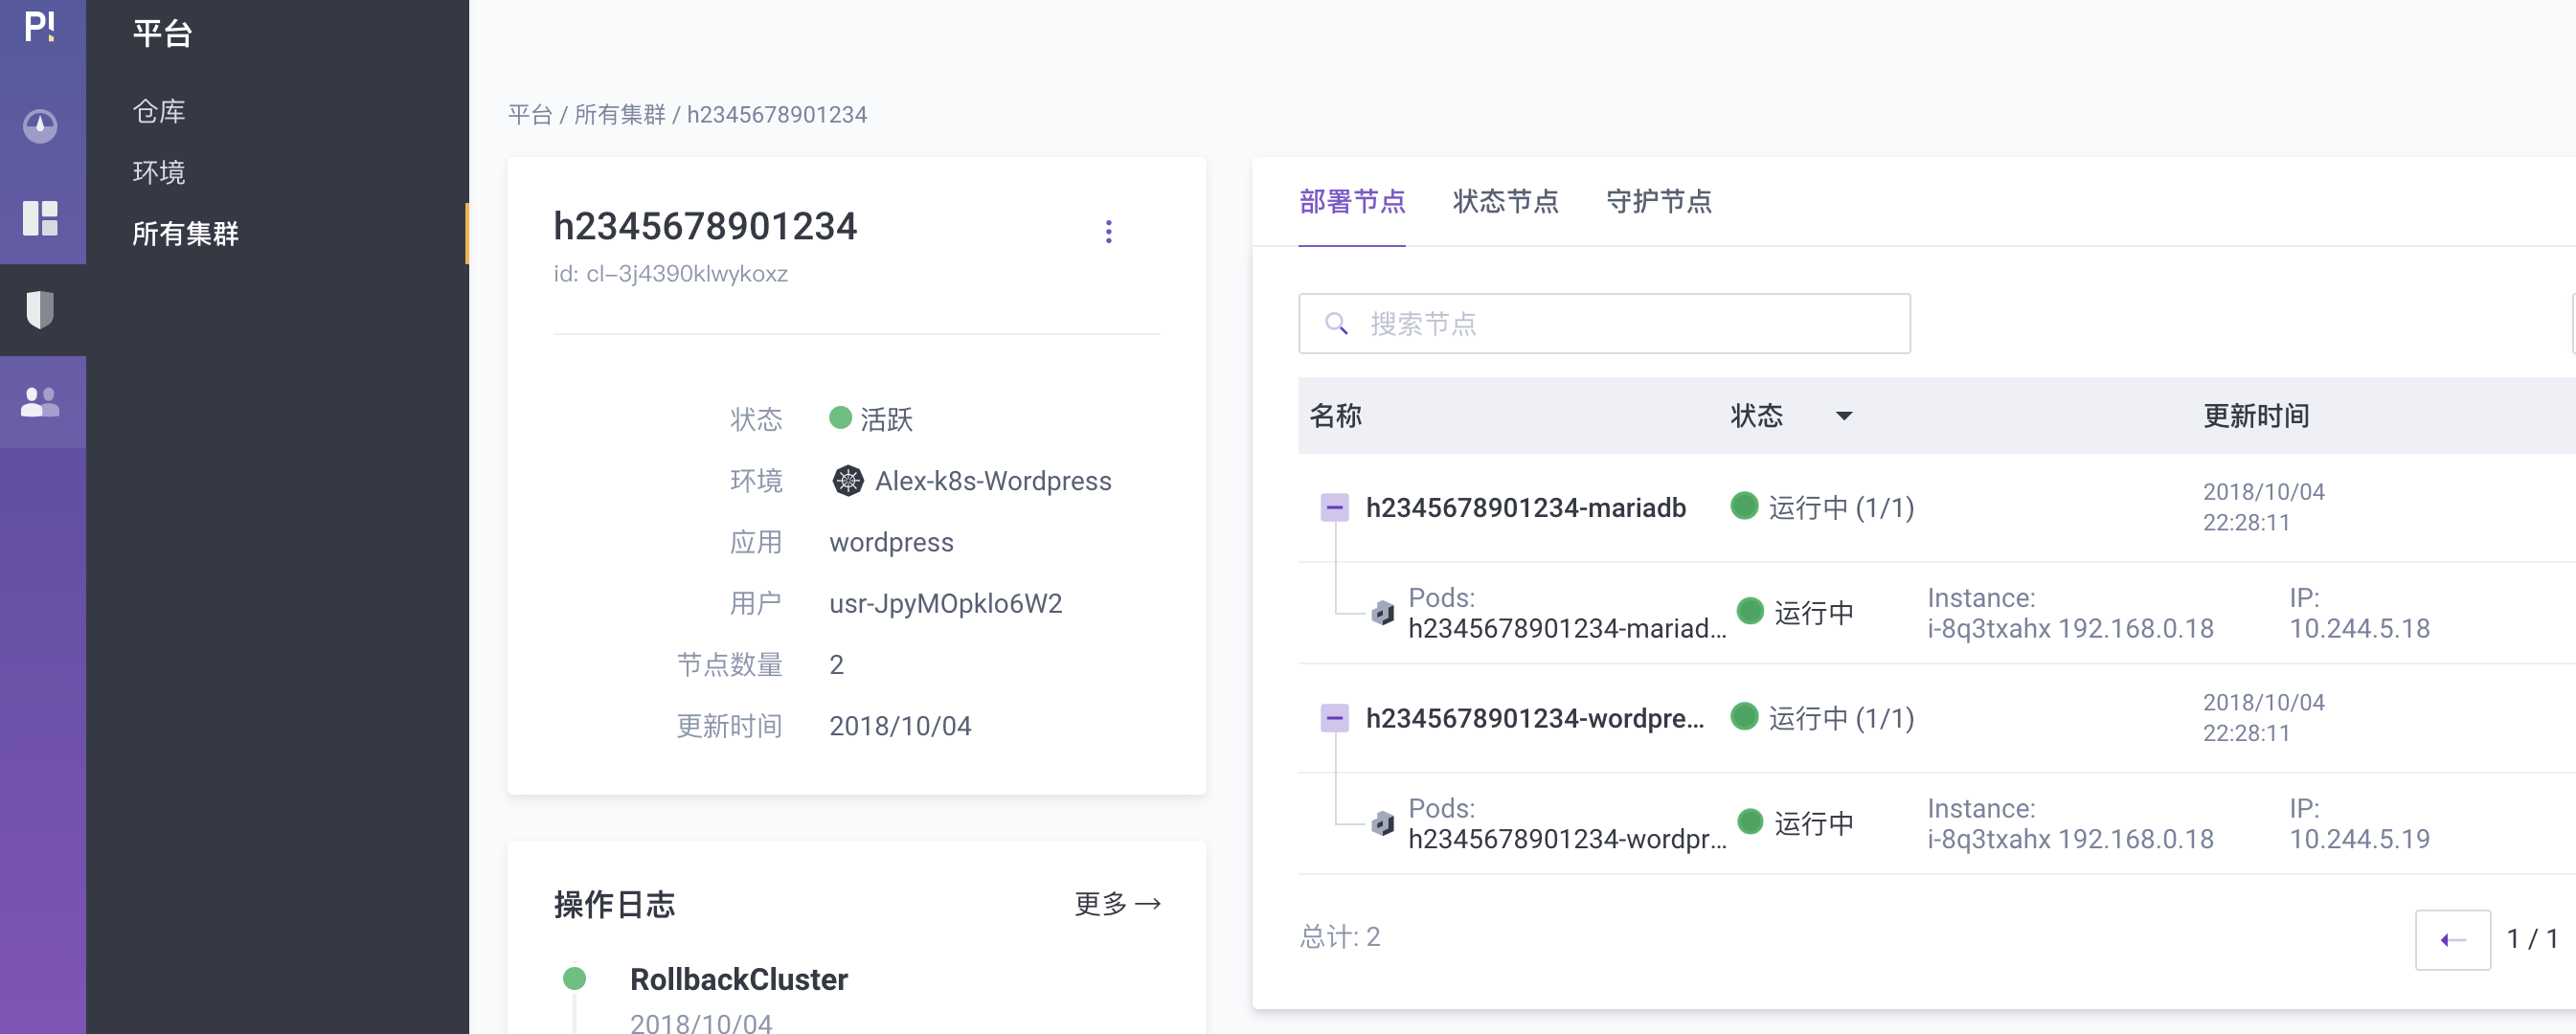 P!
平台
仓库
环境
所有集群
平台 / 所有集群 / h2345678901234
h2345678901234
id: cl-3j4390klwykoxz
状态 活跃
环境 Alex-k8s-Wordpress
应用 wordpress
用户 usr-JpyMOpklo6W2
节点数量 2
更新时间 2018/10/04
操作日志 更多 →
RollbackCluster
2018/10/04
部署节点 状态节点 守护节点
搜索节点
名称 状态 更新时间
h2345678901234-mariadb 运行中 (1/1) 2018/10/04
22:28:11
Pods: Instance: IP:
h2345678901234-mariad... 运行中 i-8q3txahx 192.168.0.18 10.244.5.18
h2345678901234-wordpre... 运行中 (1/1) 2018/10/04
22:28:11
Pods: Instance: IP:
h2345678901234-wordpr... 运行中 i-8q3txahx 192.168.0.18 10.244.5.19
总计: 2 1 / 1